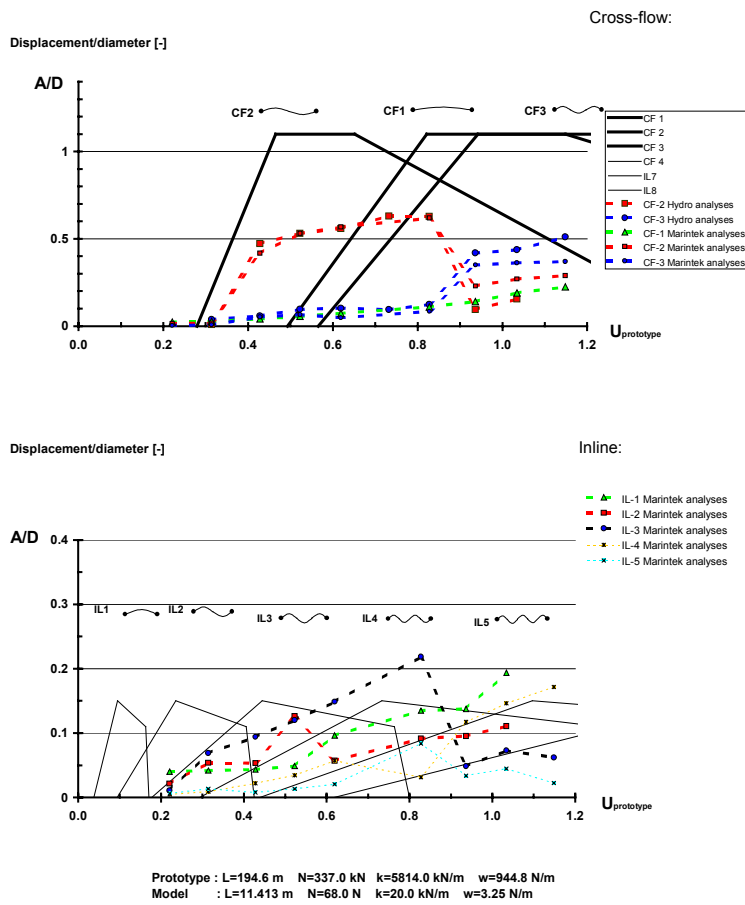 Cross-flow:
Displacement/diameter [-]
A/D
CF2
CF1
CF3
CF 1
CF 2
CF 3
CF 4
IL7
IL8
CF-2 Hydro analyses
CF-3 Hydro analyses
CF-1 Marintek analyses
CF-2 Marintek analyses
CF-3 Marintek analyses
1
0.5
0
0.0 0.2 0.4 0.6 0.8 1.0 1.2
Uprototype
Displacement/diameter [-]
Inline:
IL-1 Marintek analyses
IL-2 Marintek analyses
IL-3 Marintek analyses
IL-4 Marintek analyses
IL-5 Marintek analyses
A/D
0.4
0.3
IL1
IL2
IL3
IL4
IL5
0.2
0.1
0
0.0 0.2 0.4 0.6 0.8 1.0 1.2
Uprototype
Prototype : L=194.6 m N=337.0 kN k=5814.0 kN/m w=944.8 N/m
Model : L=11.413 m N=68.0 N k=20.0 kN/m w=3.25 N/m